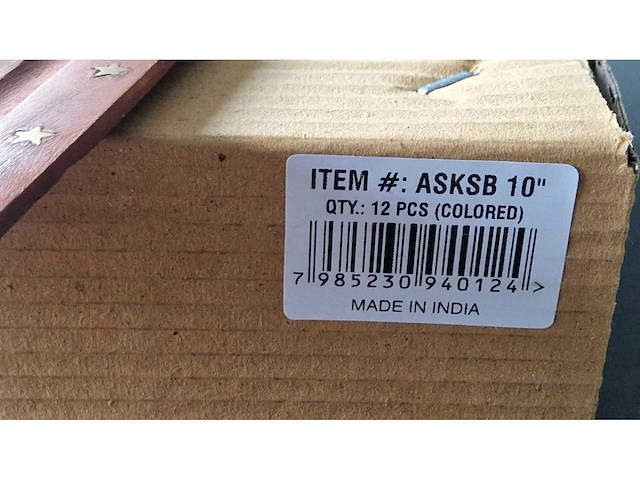 ITEM #: ASKSB 10"
QTY.: 12 PCS (COLORED)
7 985230 940124 >
MADE IN INDIA